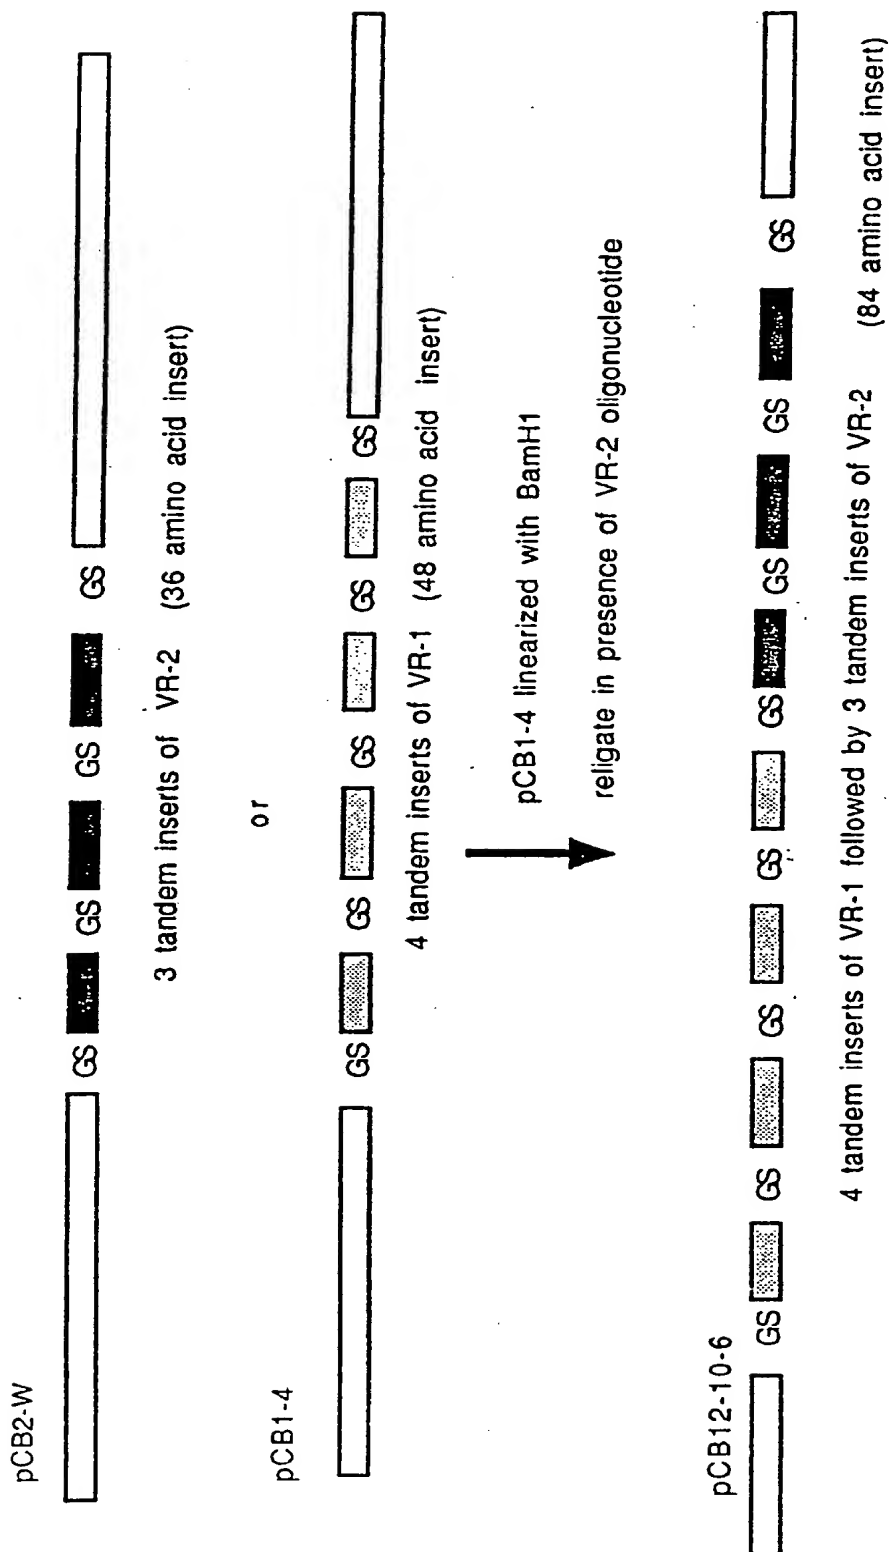 pCB2-W
GS GS GS GS
3 tandem inserts of VR-2 (36 amino acid insert)
or
pCB1-4
GS GS GS GS GS
4 tandem inserts of VR-1 (48 amino acid insert)
pCB1-4 linearized with BamH1
religate in presence of VR-2 oligonucleotide
pCB12-10-6
GS GS GS GS GS GS GS GS
4 tandem inserts of VR-1 followed by 3 tandem inserts of VR-2 (84 amino acid insert)